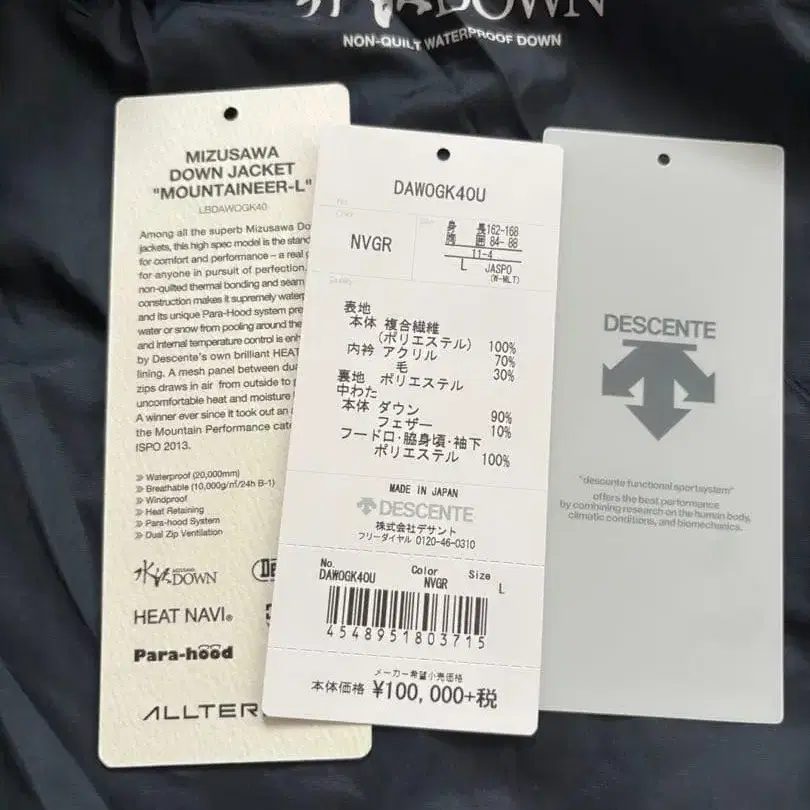 水沢DOWN
NON-QUILT WATERPROOF DOWN
MIZUSAWA
DOWN JACKET
"MOUNTAINEER-L"
LBDAWOGK40
Among all the superb Mizusawa Do
jackets, this high spec model is the stand
for comfort and performance – a real
for anyone in pursuit of perfection.
non-quilted thermal bonding and seam
construction makes it supremely water
and its unique Para-Hood system pre
water or snow from pooling around the
and internal temperature control is enh
by Descente's own brilliant HEAT
lining. A mesh panel between dua
zips draws in air from outside to
uncomfortable heat and moisture
A winner ever since it took out an
the Mountain Performance cate
ISPO 2013.
≫ Waterproof (20,000mm)
≫ Breathable (10,000g/㎡/24h B-1)
≫ Windproof
≫ Heat Retaining
≫ Para-hood System
≫ Dual Zip Ventilation
水沢 MIZUSAWA DOWN
HEAT NAVI®
Para-hood
ALLTER
DAWOGK40U
No.
Color
NVGR
Size
身 長162-168
胸 囲 84- 88
11-4
L JASPO
(W-MLT)
Quality
表地
本体 複合繊維
(ポリエステル) 100%
内衿 アクリル 70%
毛 30%
裏地 ポリエステル
中わた
本体 ダウン 90%
フェザー 10%
フードロ・脇身頃・袖下
ポリエステル 100%
MADE IN JAPAN
DESCENTE
株式会社デサント
フリーダイヤル 0120-46-0310
No. Color Size
DAWOGK40U NVGR L
4548951803715
メーカー希望小売価格
本体価格 ¥100,000+税
DESCENTE
"descente functional sportsystem"
offers the best performance
by combining research on the human body,
climatic conditions, and biomechanics.